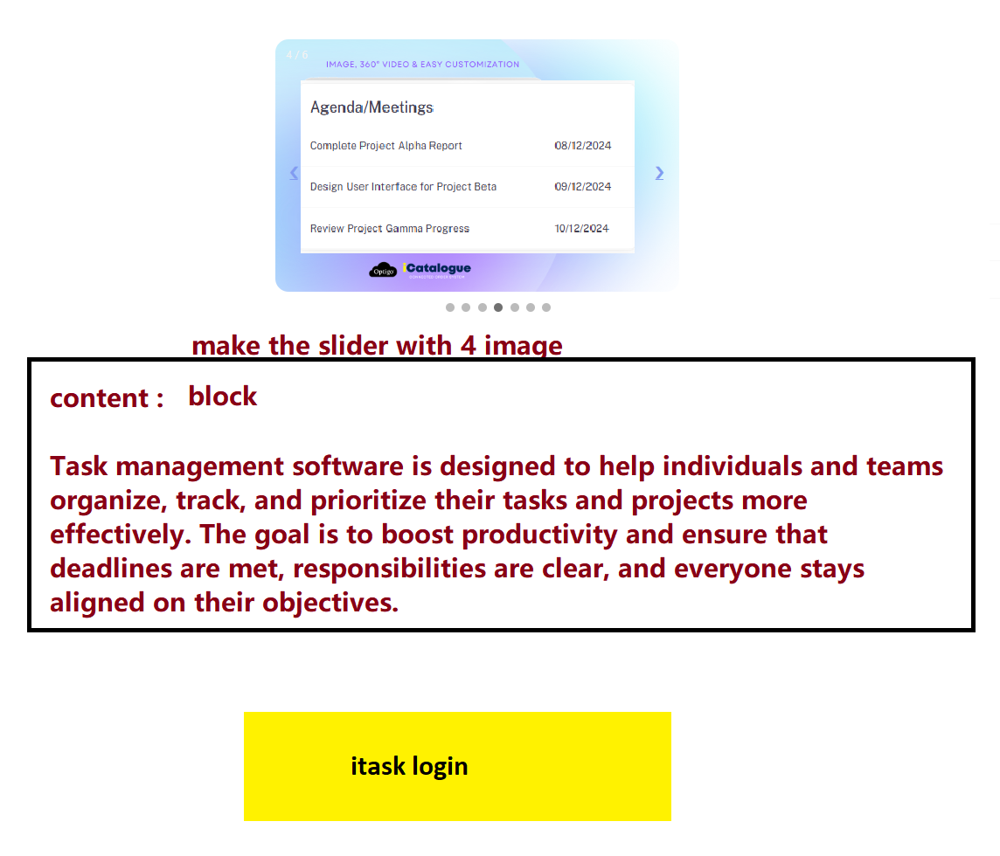 4 / 6
IMAGE, 360° VIDEO & EASY CUSTOMIZATION
Agenda/Meetings
Complete Project Alpha Report 08/12/2024
Design User Interface for Project Beta 09/12/2024
Review Project Gamma Progress 10/12/2024
Optigo iCatalogue
CONNECTED ORDER SYSTEM
make the slider with 4 image
content : block
Task management software is designed to help individuals and teams
organize, track, and prioritize their tasks and projects more
effectively. The goal is to boost productivity and ensure that
deadlines are met, responsibilities are clear, and everyone stays
aligned on their objectives.
itask login